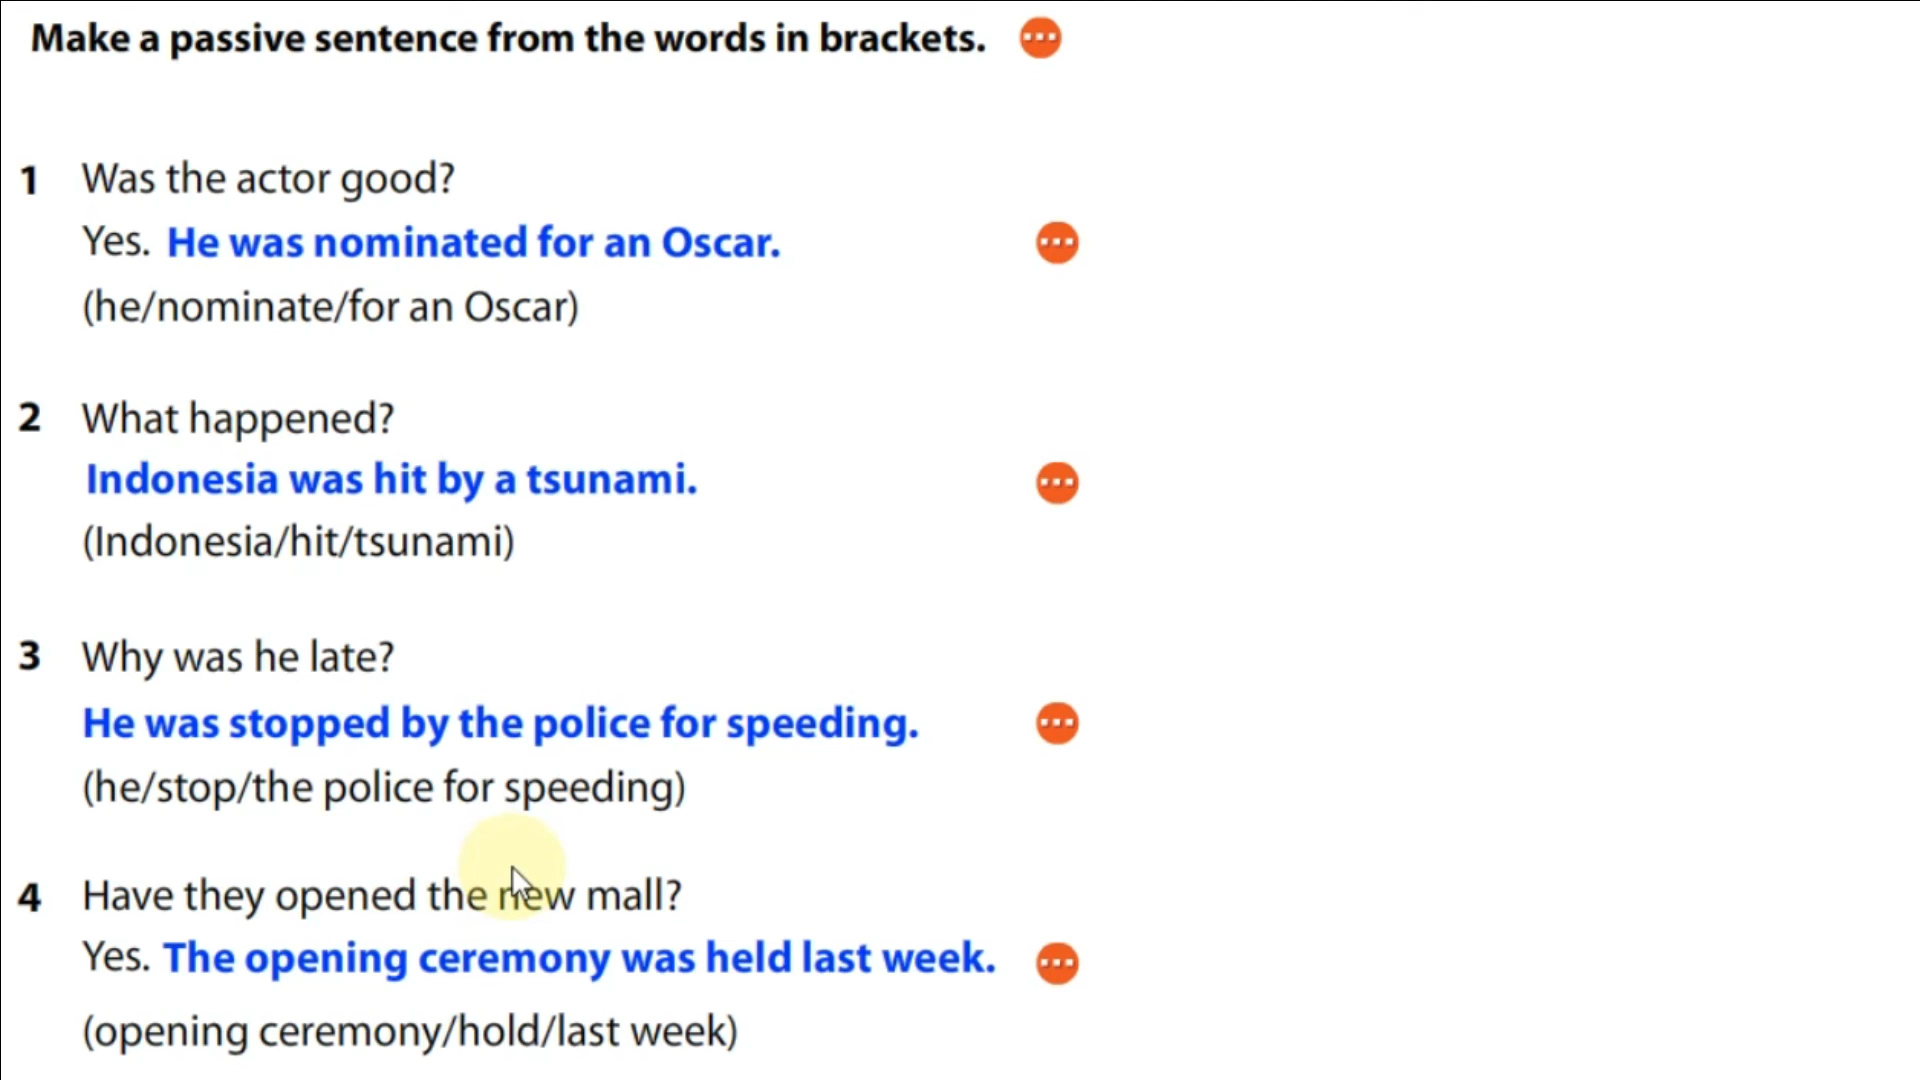 Make a passive sentence from the words in brackets.
1 Was the actor good?
Yes. He was nominated for an Oscar.
(he/nominate/for an Oscar)
2 What happened?
Indonesia was hit by a tsunami.
(Indonesia/hit/tsunami)
3 Why was he late?
He was stopped by the police for speeding.
(he/stop/the police for speeding)
4 Have they opened the new mall?
Yes. The opening ceremony was held last week.
(opening ceremony/hold/last week)